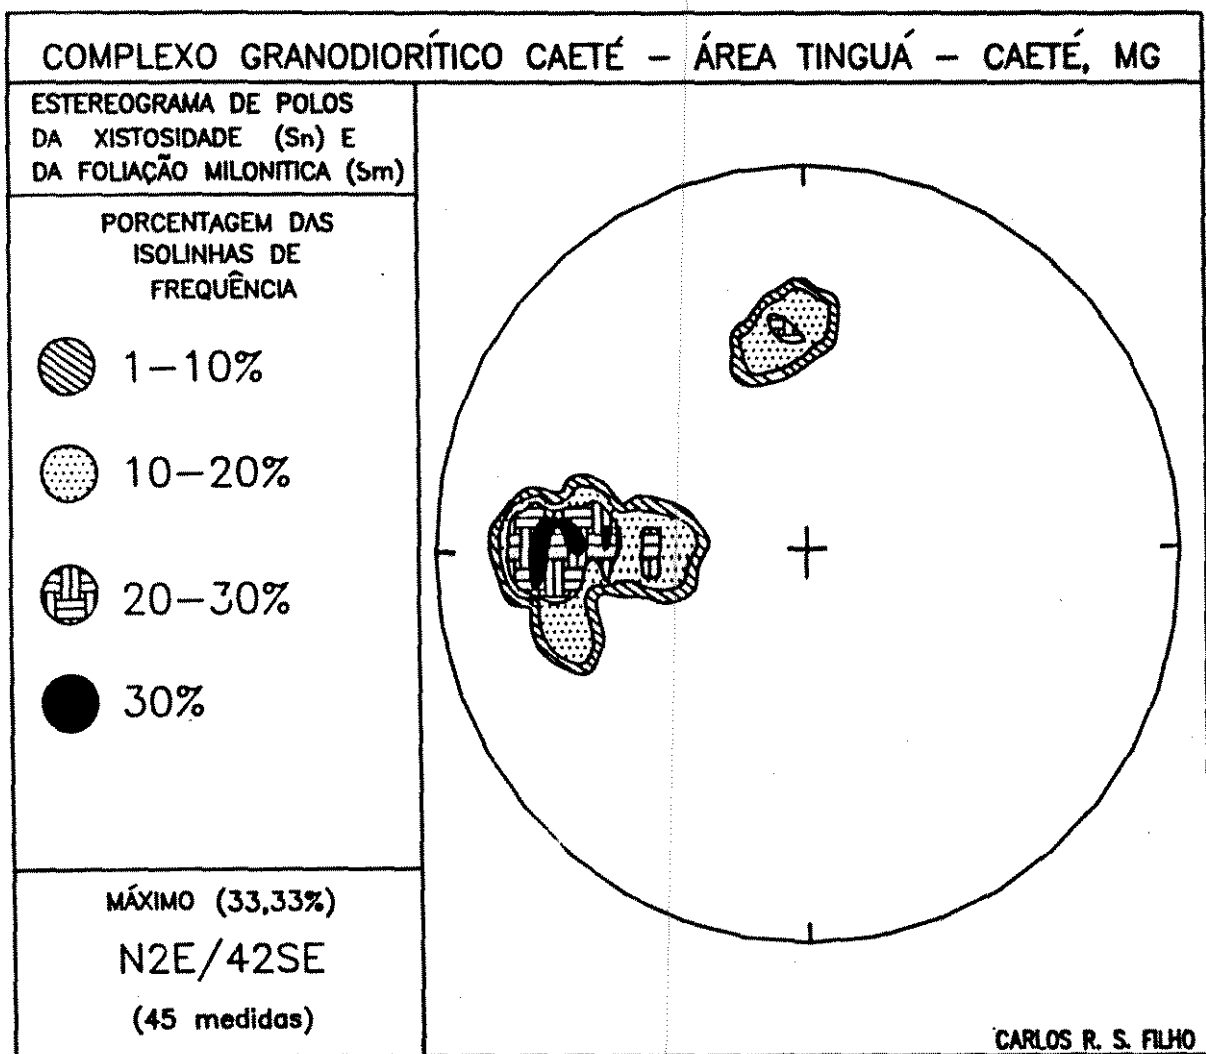 COMPLEXO GRANODIORÍTICO CAETÉ – ÁREA TINGUÁ – CAETÉ, MG
ESTEREOGRAMA DE POLOS
DA XISTOSIDADE (Sn) E
DA FOLIAÇÃO MILONITICA (Sm)
PORCENTAGEM DAS
ISOLINHAS DE
FREQUÊNCIA
1–10%
10–20%
20–30%
30%
MÁXIMO (33,33%)
N2E/42SE
(45 medidas)
CARLOS R. S. FILHO